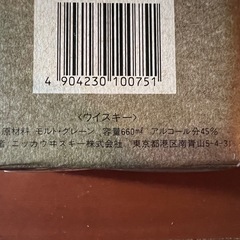 4 904230 100751
〈ウイスキー〉
原材料 モルト・グレーン 容量660ml アルコール分45%
ニッカウヰスキー株式会社 東京都港区南青山5-4-31